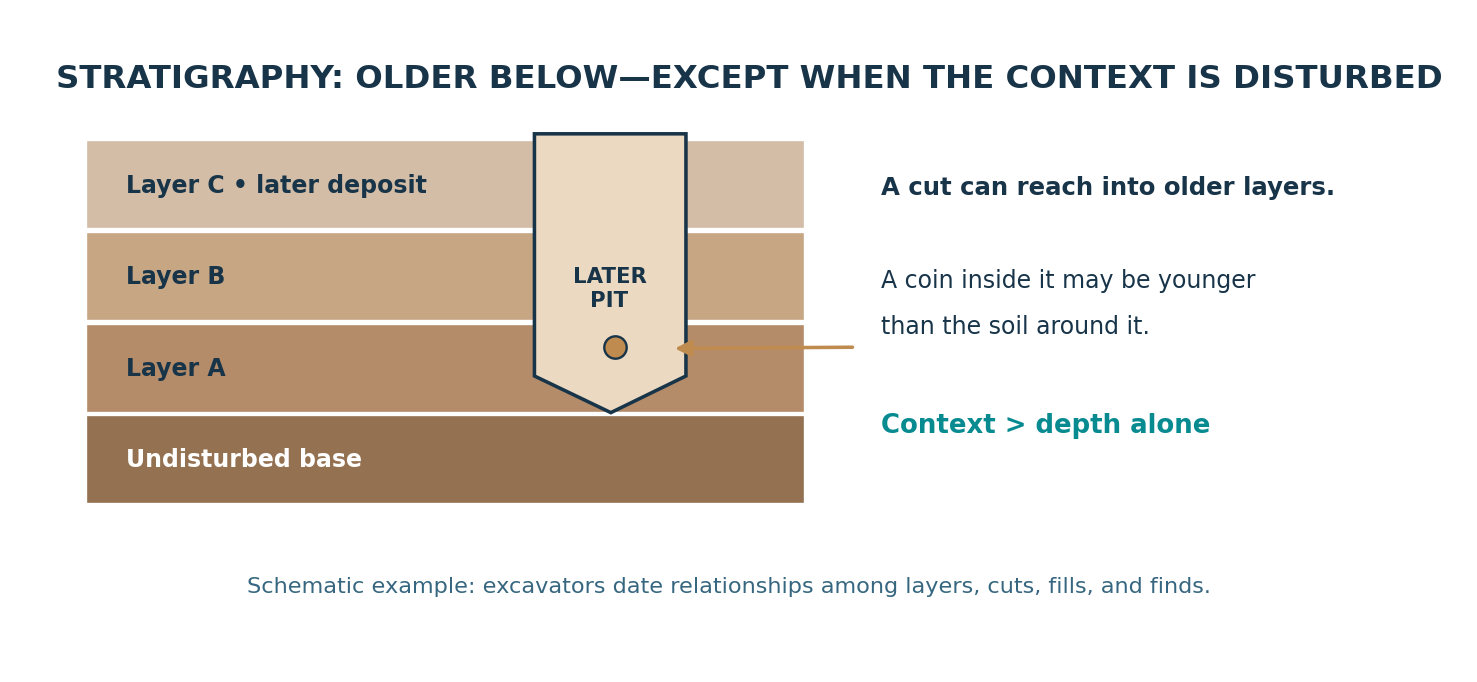 STRATIGRAPHY: OLDER BELOW—EXCEPT WHEN THE CONTEXT IS DISTURBED
Layer C • later deposit
Layer B
Layer A
Undisturbed base
LATER
PIT
A cut can reach into older layers.
A coin inside it may be younger
than the soil around it.
Context > depth alone
Schematic example: excavators date relationships among layers, cuts, fills, and finds.